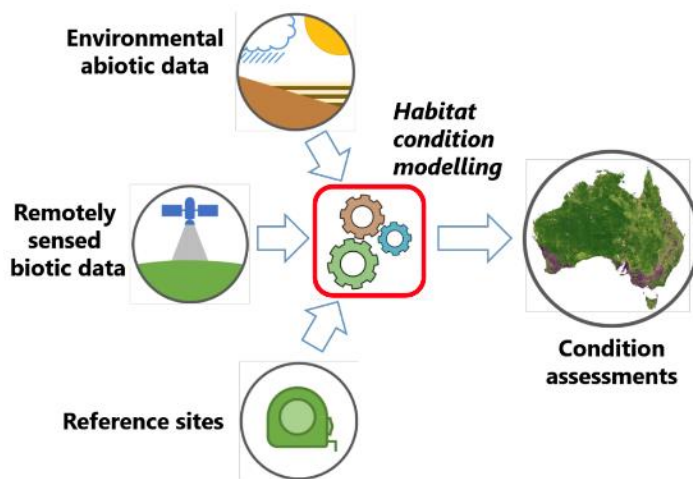 Environmental
abiotic data
Habitat
condition
modelling
Remotely
sensed
biotic data
Condition
assessments
Reference sites